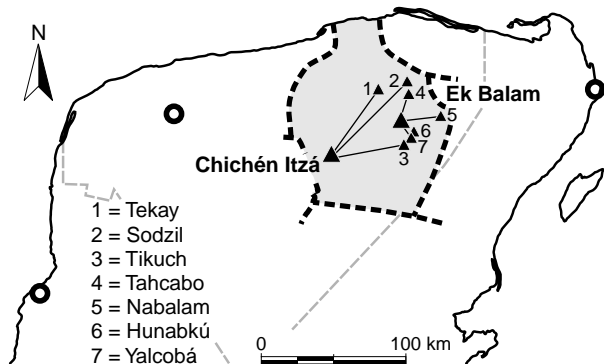 N
1
2
4
Ek Balam
5
6
7
3
Chichén Itzá
1 = Tekay
2 = Sodzil
3 = Tikuch
4 = Tahcabo
5 = Nabalam
6 = Hunabkú
7 = Yalcobá
0 100 km